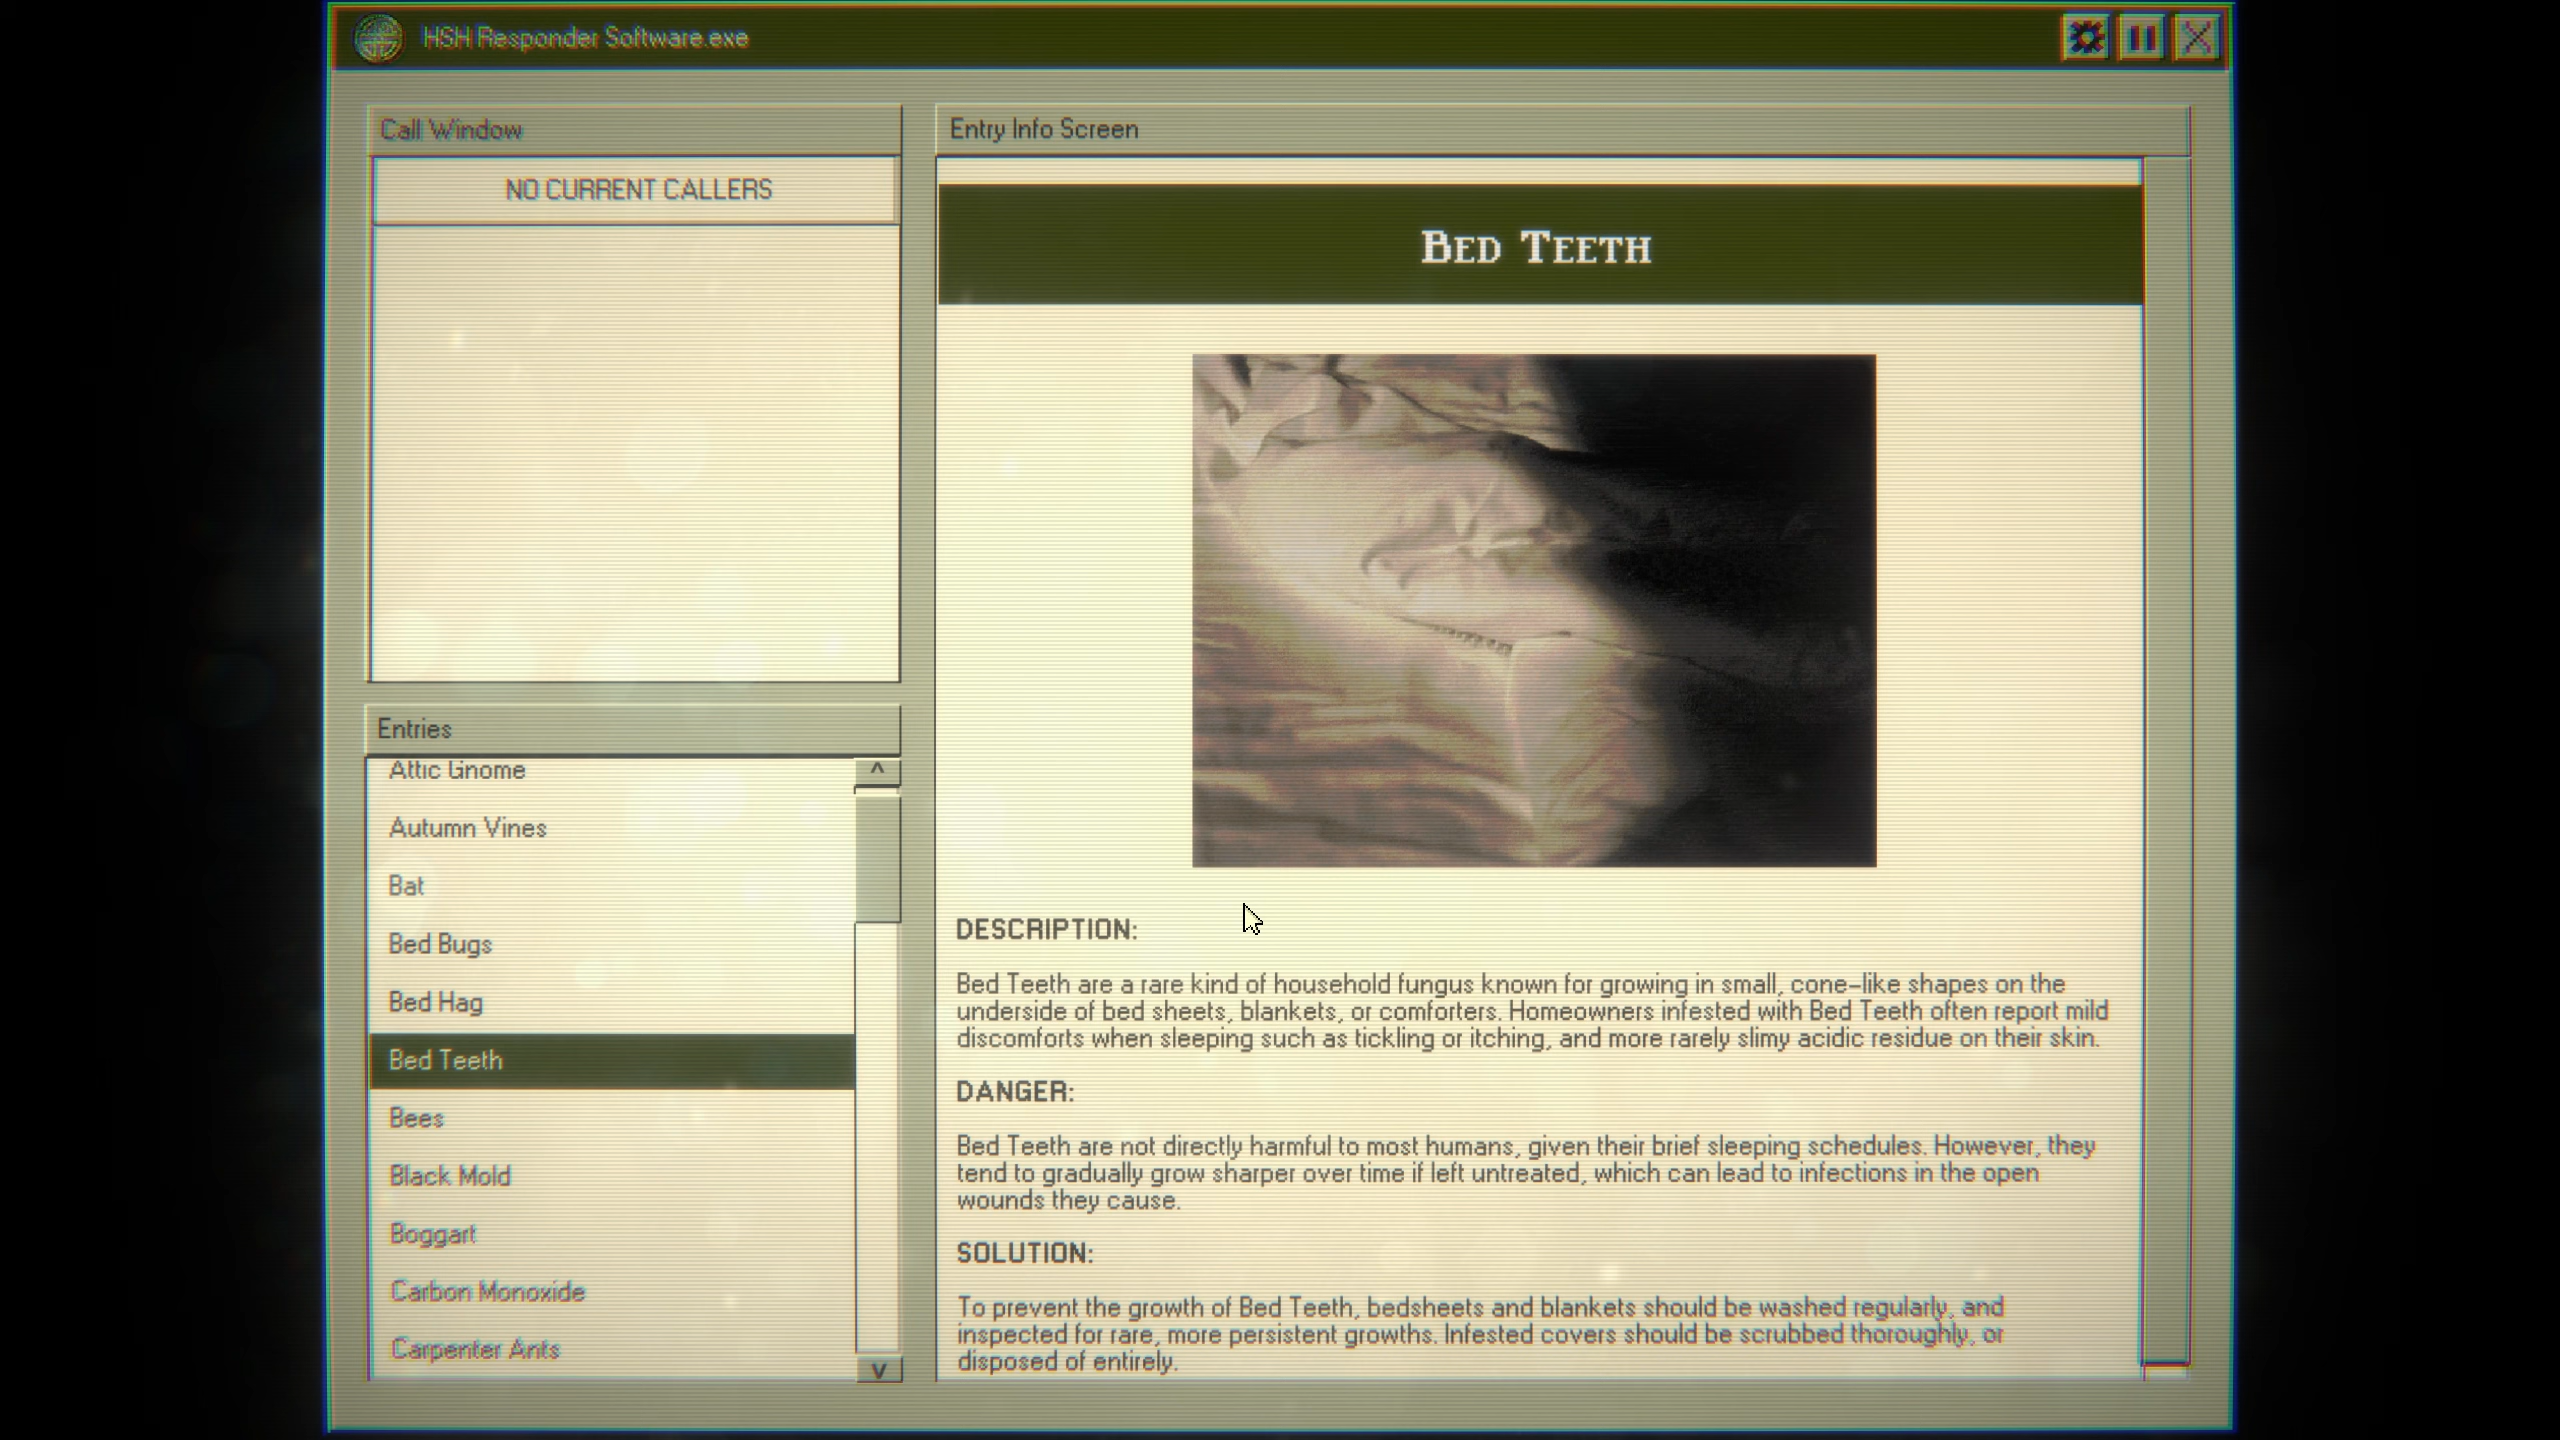 HSH Responder Software.exe
Call Window
NO CURRENT CALLERS
Entries
Attic Gnome
Autumn Vines
Bat
Bed Bugs
Bed Hag
Bed Teeth
Bees
Black Mold
Boggart
Carbon Monoxide
Carpenter Ants
Entry Info Screen
Bed Teeth
DESCRIPTION:
Bed Teeth are a rare kind of household fungus known for growing in small, cone-like shapes on the
underside of bed sheets, blankets, or comforters. Homeowners infested with Bed Teeth often report mild
discomforts when sleeping such as tickling or itching, and more rarely slimy acidic residue on their skin.
DANGER:
Bed Teeth are not directly harmful to most humans, given their brief sleeping schedules. However, they
tend to gradually grow sharper over time if left untreated, which can lead to infections in the open
wounds they cause.
SOLUTION:
To prevent the growth of Bed Teeth, bedsheets and blankets should be washed regularly, and
inspected for rare, more persistent growths. Infested covers should be scrubbed thoroughly, or
disposed of entirely.